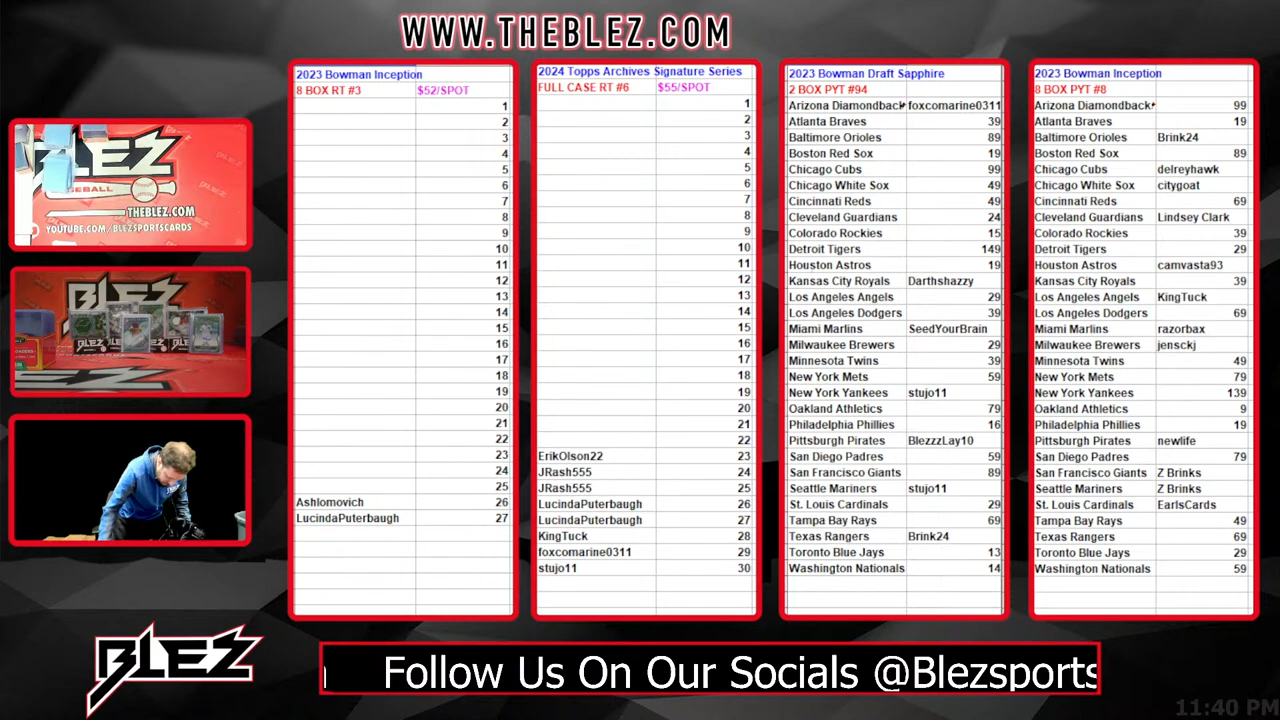 WWW.THEBLEZ.COM
BLEZ
BASEBALL
THEBLEZ.COM
YOUTUBE.COM/BLEZSPORTSCARDS
BLEZ
2023 Bowman Inception
8 BOX RT #3 $52/SPOT
1
2
3
4
5
6
7
8
9
10
11
12
13
14
15
16
17
18
19
20
21
22
23
24
25
Ashlomovich 26
LucindaPuterbaugh 27
2024 Topps Archives Signature Series
FULL CASE RT #6 $55/SPOT
1
2
3
4
5
6
7
8
9
10
11
12
13
14
15
16
17
18
19
20
21
22
ErikOlson22 23
JRash555 24
JRash555 25
LucindaPuterbaugh 26
LucindaPuterbaugh 27
KingTuck 28
foxcomarine0311 29
stujo11 30
2023 Bowman Draft Sapphire
2 BOX PYT #94
Arizona Diamondback foxcomarine0311
Atlanta Braves 39
Baltimore Orioles 89
Boston Red Sox 19
Chicago Cubs 99
Chicago White Sox 49
Cincinnati Reds 49
Cleveland Guardians 24
Colorado Rockies 15
Detroit Tigers 149
Houston Astros 19
Kansas City Royals Darthshazzy
Los Angeles Angels 29
Los Angeles Dodgers 39
Miami Marlins SeedYourBrain
Milwaukee Brewers 29
Minnesota Twins 39
New York Mets 59
New York Yankees stujo11
Oakland Athletics 79
Philadelphia Phillies 16
Pittsburgh Pirates BlezzzLay10
San Diego Padres 59
San Francisco Giants 89
Seattle Mariners stujo11
St. Louis Cardinals 29
Tampa Bay Rays 69
Texas Rangers Brink24
Toronto Blue Jays 13
Washington Nationals 14
2023 Bowman Inception
8 BOX PYT #8
Arizona Diamondback 99
Atlanta Braves 19
Baltimore Orioles Brink24
Boston Red Sox 89
Chicago Cubs delreyhawk
Chicago White Sox citygoat
Cincinnati Reds 69
Cleveland Guardians Lindsey Clark
Colorado Rockies 39
Detroit Tigers 29
Houston Astros camvasta93
Kansas City Royals 39
Los Angeles Angels KingTuck
Los Angeles Dodgers 69
Miami Marlins razorbax
Milwaukee Brewers jensckj
Minnesota Twins 49
New York Mets 79
New York Yankees 139
Oakland Athletics 9
Philadelphia Phillies 19
Pittsburgh Pirates newlife
San Diego Padres 79
San Francisco Giants Z Brinks
Seattle Mariners Z Brinks
St. Louis Cardinals EarlsCards
Tampa Bay Rays 49
Texas Rangers 69
Toronto Blue Jays 29
Washington Nationals 59
BLEZ
Follow Us On Our Socials @Blezsports
11:40 PM